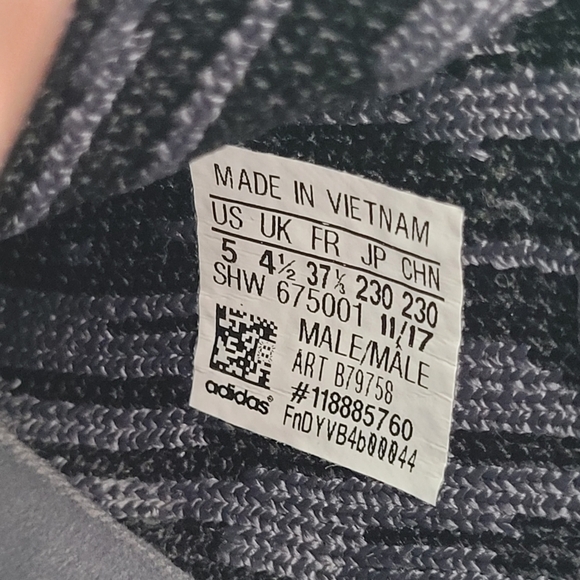 MADE IN VIETNAM
US UK FR JP CHN
5 4½ 37⅓ 230 230
SHW 675001 11/17
MALE/MÂLE
ART B79758
#118885760
adidas
FnDYVB4b00044